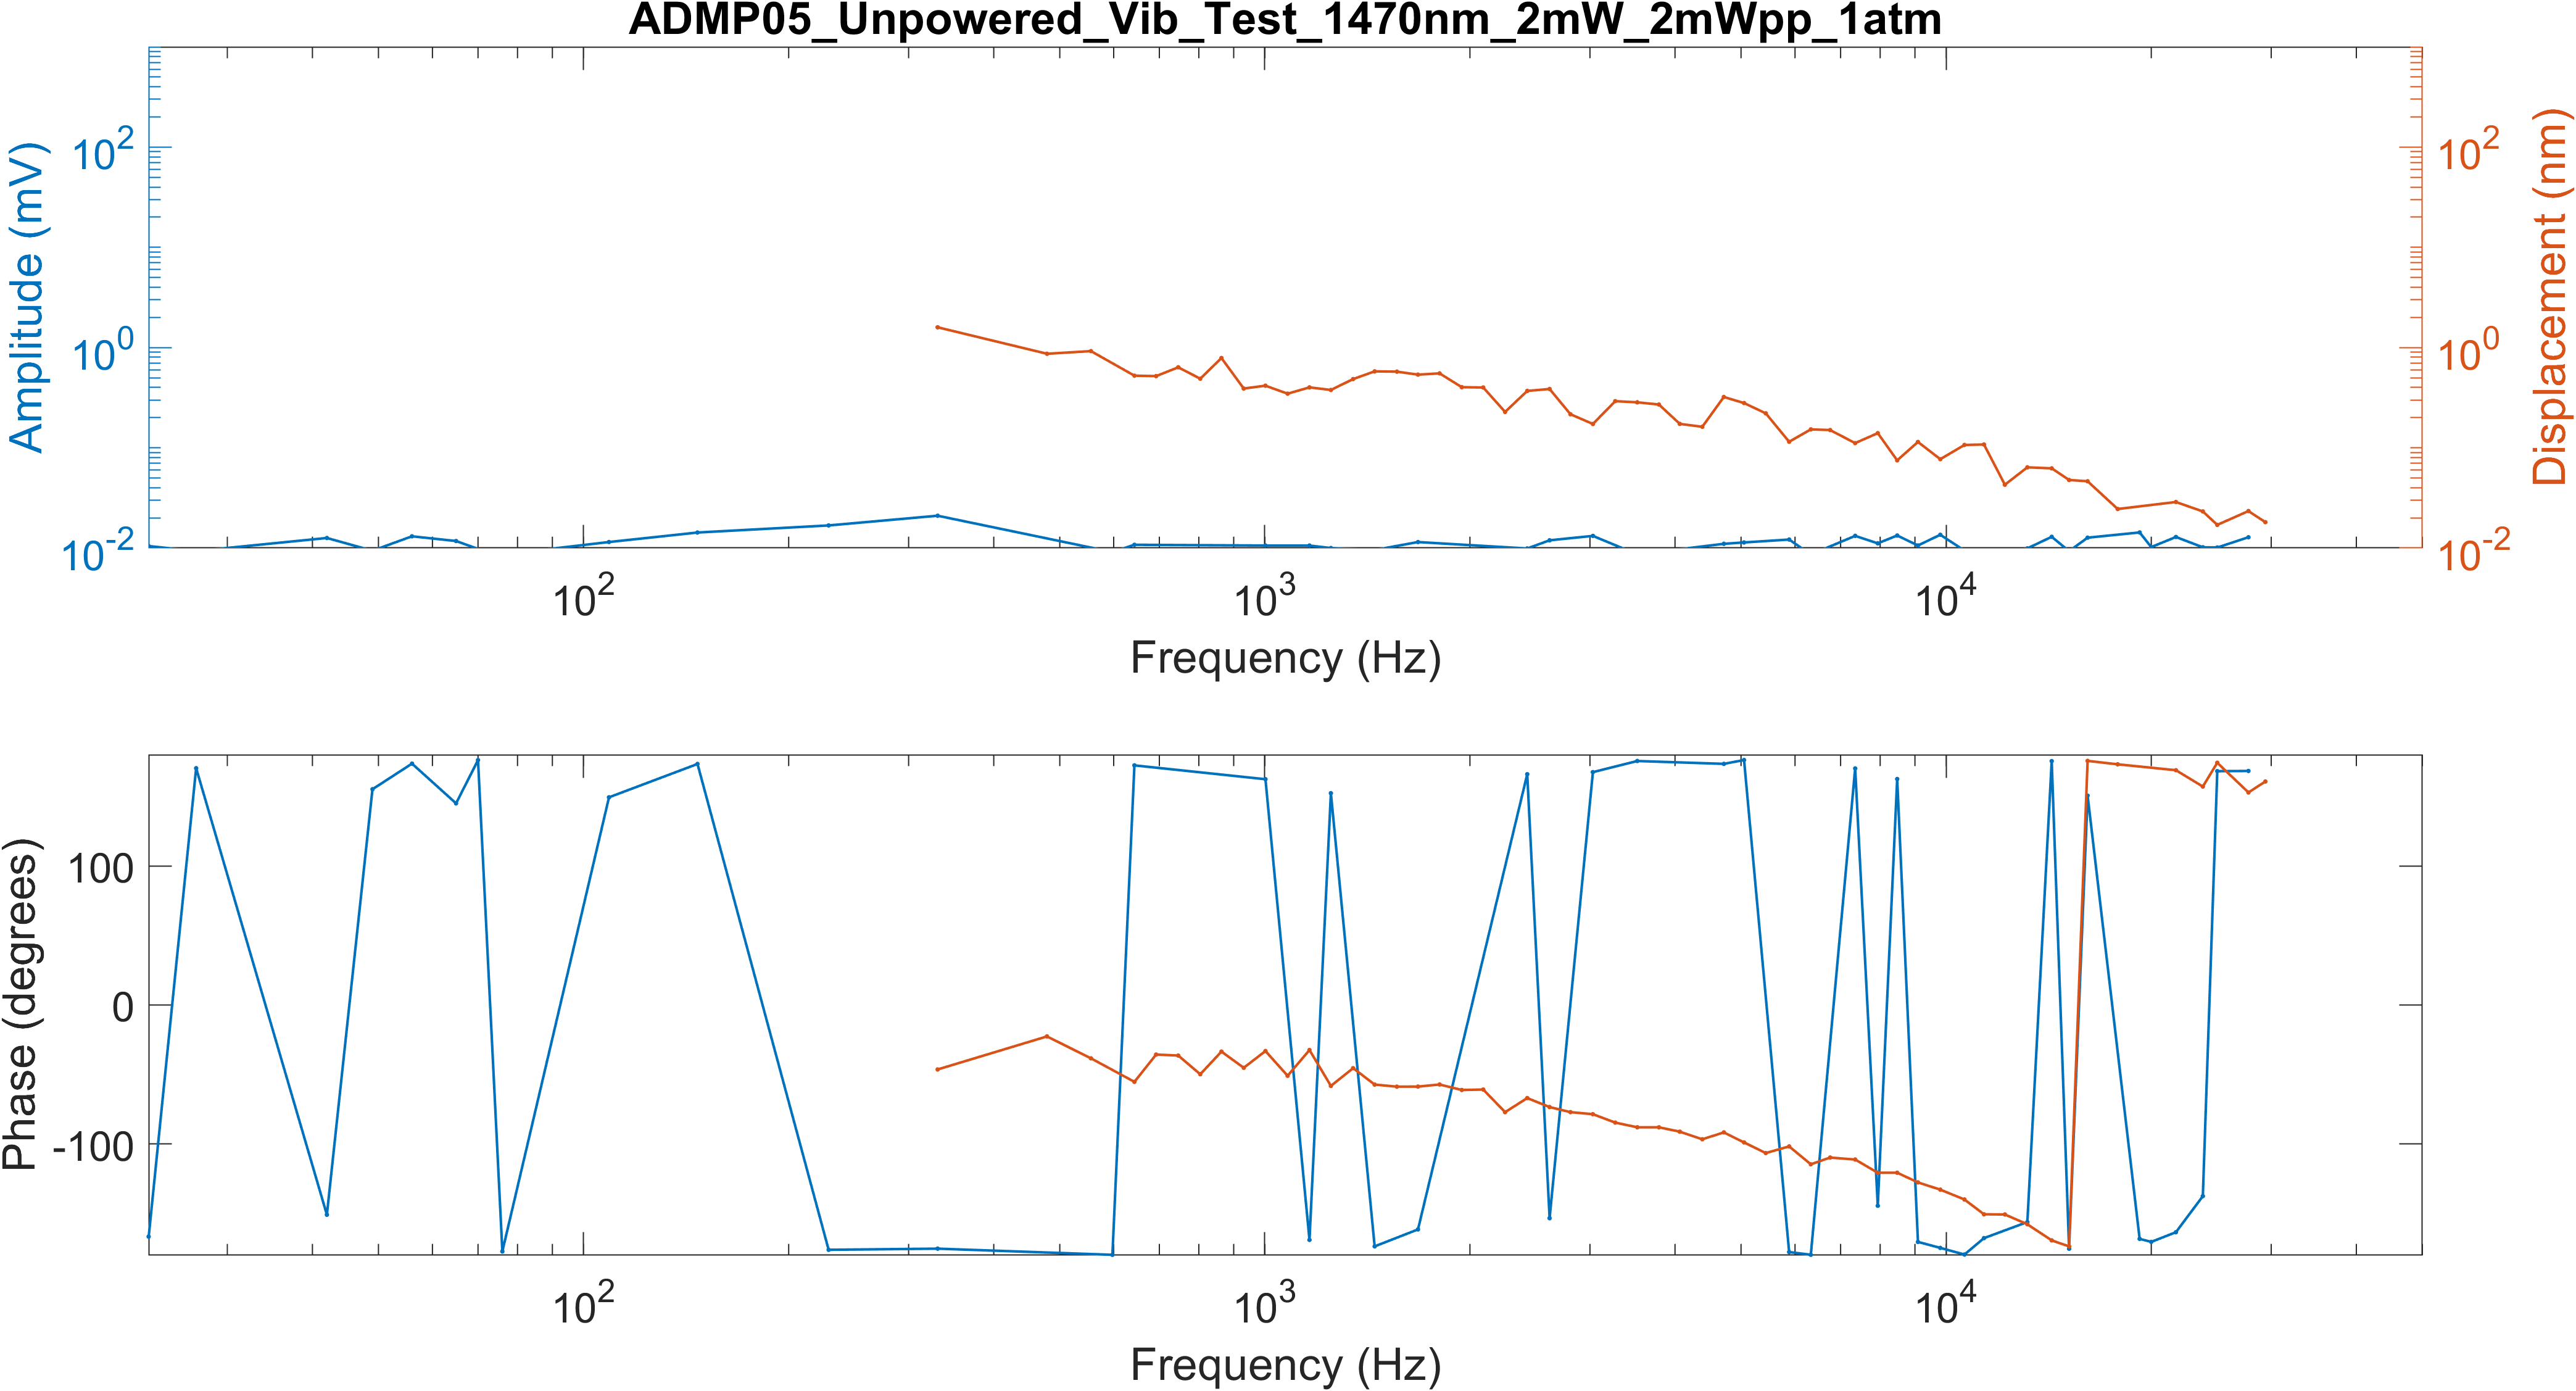 ADMP05_Unpowered_Vib_Test_1470nm_2mW_2mWpp_1atm
Amplitude (mV)
10^2
10^0
10^-2
Displacement (nm)
10^2
10^0
10^-2
10^2 10^3 10^4
Frequency (Hz)
Phase (degrees)
100
0
-100
10^2 10^3 10^4
Frequency (Hz)